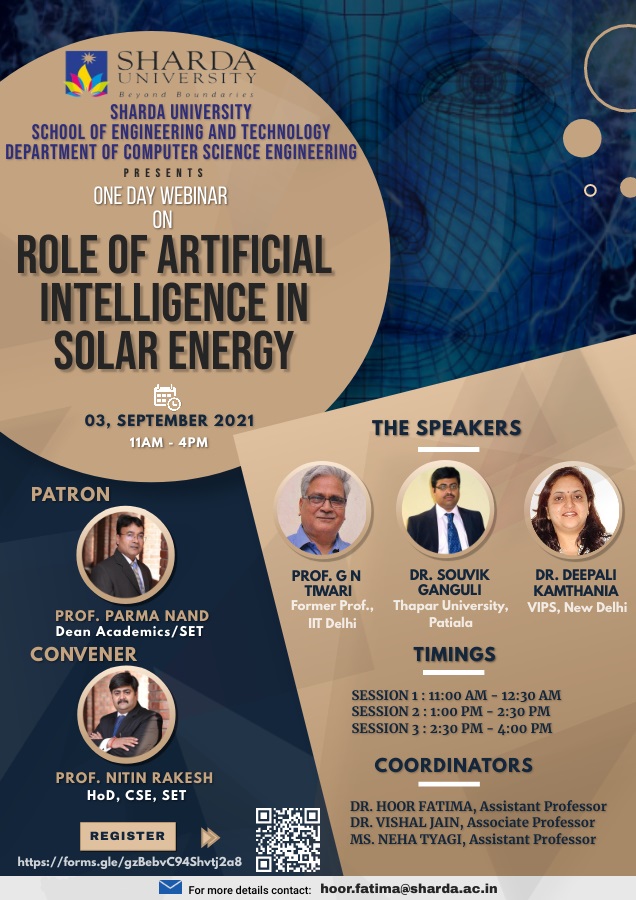 SHARDA
UNIVERSITY
Beyond Boundaries
SHARDA UNIVERSITY
SCHOOL OF ENGINEERING AND TECHNOLOGY
DEPARTMENT OF COMPUTER SCIENCE ENGINEERING
PRESENTS
ONE DAY WEBINAR
ON
ROLE OF ARTIFICIAL
INTELLIGENCE IN
SOLAR ENERGY
03, SEPTEMBER 2021
11AM - 4PM
PATRON
PROF. PARMA NAND
Dean Academics/SET
CONVENER
PROF. NITIN RAKESH
HoD, CSE, SET
REGISTER
https://forms.gle/gzBebvC94Shvtj2a8
THE SPEAKERS
PROF. G N
TIWARI
Former Prof.,
IIT Delhi
DR. SOUVIK
GANGULI
Thapar University,
Patiala
DR. DEEPALI
KAMTHANIA
VIPS, New Delhi
TIMINGS
SESSION 1 : 11:00 AM - 12:30 AM
SESSION 2 : 1:00 PM - 2:30 PM
SESSION 3 : 2:30 PM - 4:00 PM
COORDINATORS
DR. HOOR FATIMA, Assistant Professor
DR. VISHAL JAIN, Associate Professor
MS. NEHA TYAGI, Assistant Professor
For more details contact: hoor.fatima@sharda.ac.in